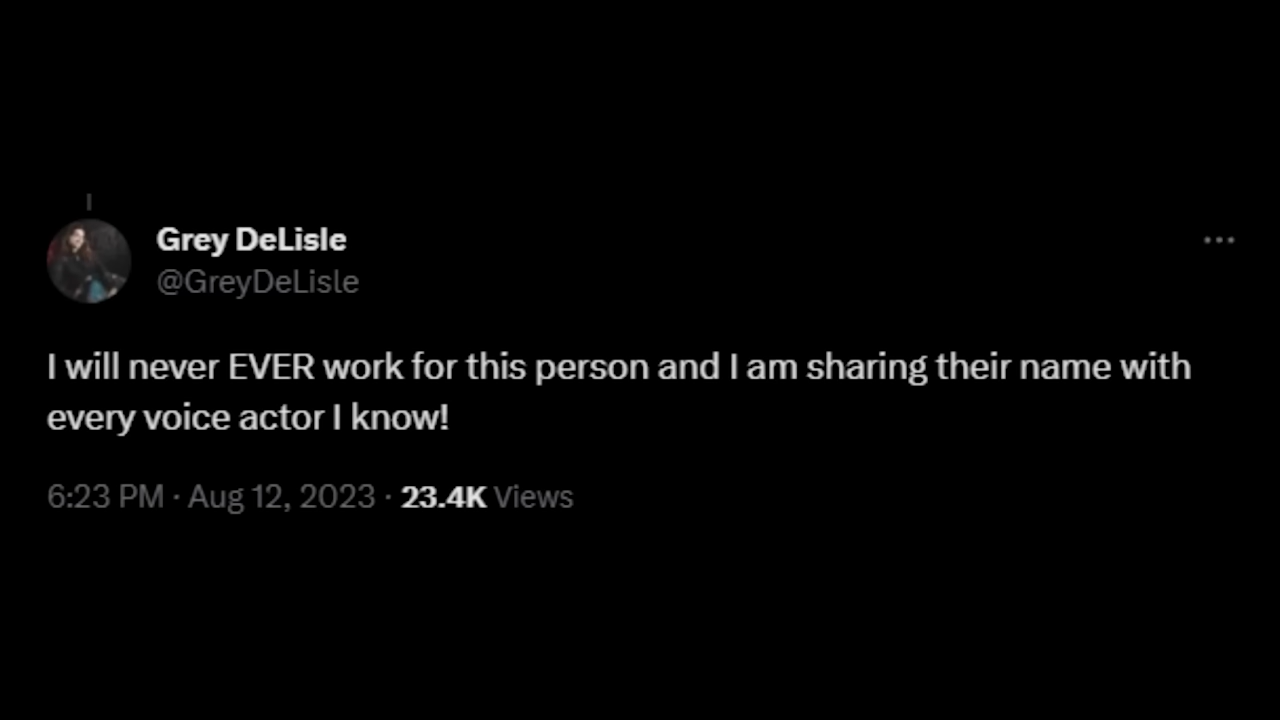 Grey DeLisle
@GreyDeLisle
I will never EVER work for this person and I am sharing their name with
every voice actor I know!
6:23 PM · Aug 12, 2023 · 23.4K Views